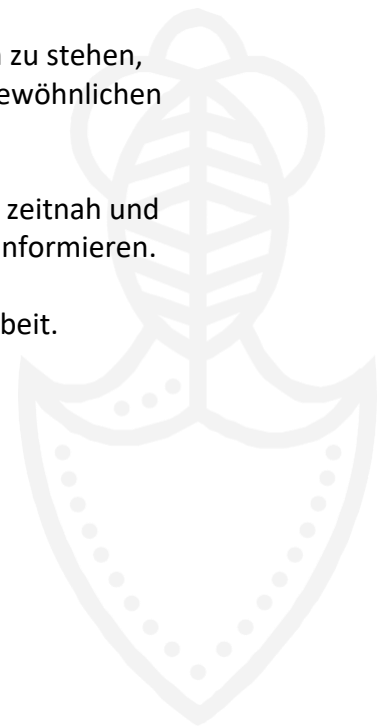 zu stehen,
ewöhnlichen
zeitnah und
nformieren.
beit.